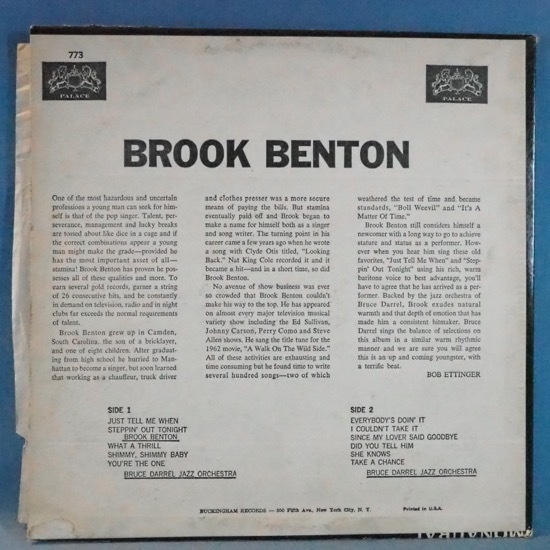 773
PALACE
PALACE
BROOK BENTON
One of the most hazardous and uncertain
professions a young man can seek for him-
self is that of the pop singer. Talent, per-
severance, management and lucky breaks
are tossed about like dice in a cage and if
the correct combinations appear a young
man might make the grade—provided he
has the most important asset of all—
stamina! Brook Benton has proven he pos-
sesses all of these qualities and more. To
earn several gold records, garner a string
of 26 consecutive hits, and be constantly
in demand on television, radio and in night
clubs far exceeds the normal requirements
of talent.
Brook Benton grew up in Camden,
South Carolina, the son of a bricklayer,
and one of eight children. After graduat-
ing from high school he hurried to Man-
hattan to become a singer, but soon learned
that working as a chauffeur, truck driver
and clothes presser was a more secure
means of paying the bills. But stamina
eventually paid off and Brook began to
make a name for himself both as a singer
and song writer. The turning point in his
career came a few years ago when he wrote
a song with Clyde Otis titled, "Looking
Back." Nat King Cole recorded it and it
became a hit—and in a short time, so did
Brook Benton.
No avenue of show business was ever
so crowded that Brook Benton couldn't
make his way to the top. He has appeared
on almost every major television musical
variety show including the Ed Sullivan,
Johnny Carson, Perry Como and Steve
Allen shows. He sang the title tune for the
1962 movie, "A Walk On The Wild Side."
All of these activities are exhausting and
time consuming but he found time to write
several hundred songs—two of which
weathered the test of time and became
standards, "Boll Weevil" and "It's A
Matter Of Time."
Brook Benton still considers himself a
newcomer with a long way to go to achieve
stature and status as a performer. How-
ever when you hear him sing these old
favorites, "Just Tell Me When" and "Step-
pin' Out Tonight" using his rich, warm
baritone voice to best advantage, you'll
have to agree that he has arrived as a per-
former. Backed by the jazz orchestra of
Bruce Darrel, Brook exudes natural
warmth and that depth of emotion that has
made him a consistent hitmaker. Bruce
Darrel sings the balance of selections on
this album in a similar warm rhythmic
manner and we are sure you will agree
this is an up and coming youngster, with
a terrific beat.
BOB ETTINGER
SIDE 1
JUST TELL ME WHEN
STEPPIN' OUT TONIGHT
BROOK BENTON
WHAT A THRILL
SHIMMY, SHIMMY BABY
YOU'RE THE ONE
BRUCE DARREL JAZZ ORCHESTRA
SIDE 2
EVERYBODY'S DOIN' IT
I COULDN'T TAKE IT
SINCE MY LOVER SAID GOODBYE
DID YOU TELL HIM
SHE KNOWS
TAKE A CHANCE
BRUCE DARREL JAZZ ORCHESTRA
BUCKINGHAM RECORDS — 500 Fifth Ave., New York City, N. Y.
Printed in U.S.A.